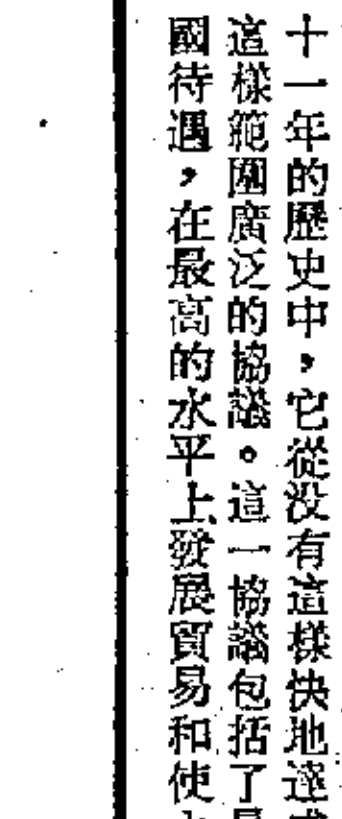 十一年的歷史中，它從没有這樣快地達
這樣範圍廣泛的協議。這一協議包括了
國待遇，在最高的水平上發展貿易和使